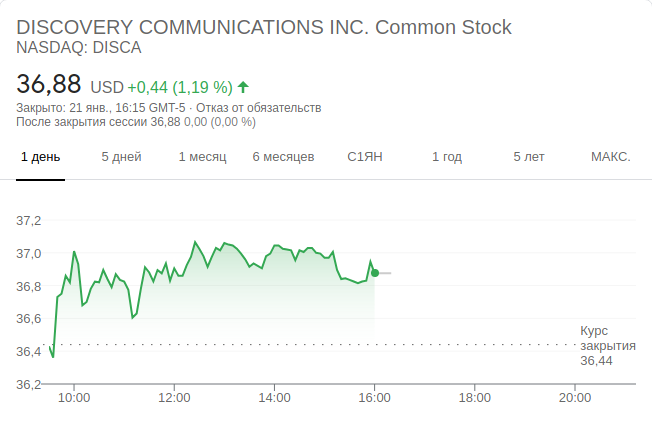 DISCOVERY COMMUNICATIONS INC. Common Stock
NASDAQ: DISCA
36,88 USD +0,44 (1,19 %)
Закрыто: 21 янв., 16:15 GMT-5 · Отказ от обязательств
После закрытия сессии 36,88 0,00 (0,00 %)
1 день 5 дней 1 месяц 6 месяцев С1ЯН 1 год 5 лет МАКС.
37,2
37,0
36,8
36,6
36,4
36,2
Курс
закрытия
36,44
10:00 12:00 14:00 16:00 18:00 20:00